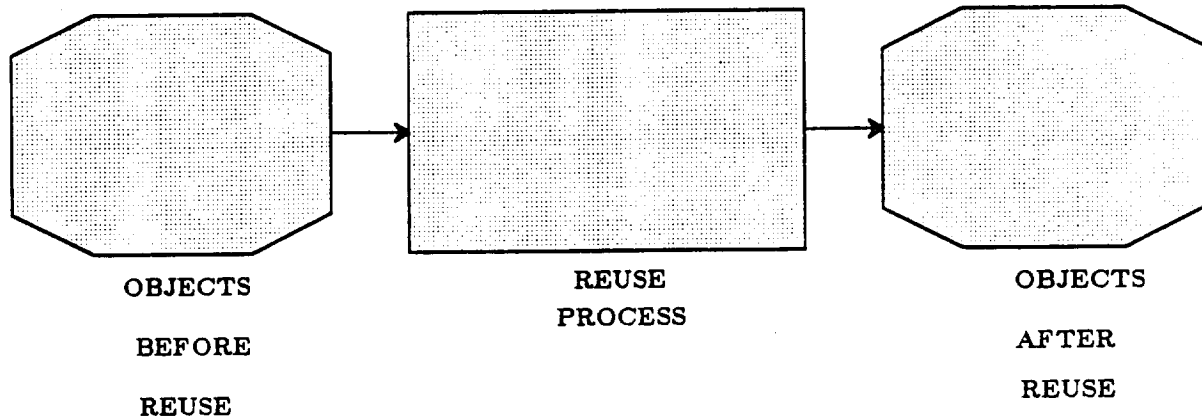 OBJECTS
BEFORE
REUSE
REUSE
PROCESS
OBJECTS
AFTER
REUSE